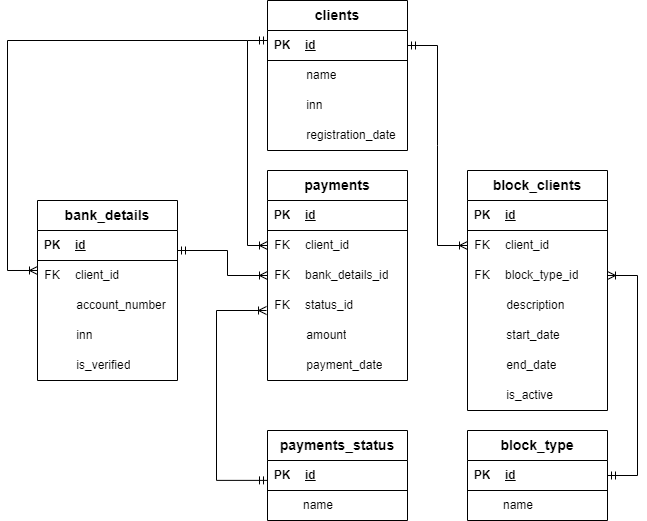 clients
PK id
name
inn
registration_date
payments
PK id
FK client_id
FK bank_details_id
FK status_id
amount
payment_date
block_clients
PK id
FK client_id
FK block_type_id
description
start_date
end_date
is_active
bank_details
PK id
FK client_id
account_number
inn
is_verified
payments_status
PK id
name
block_type
PK id
name